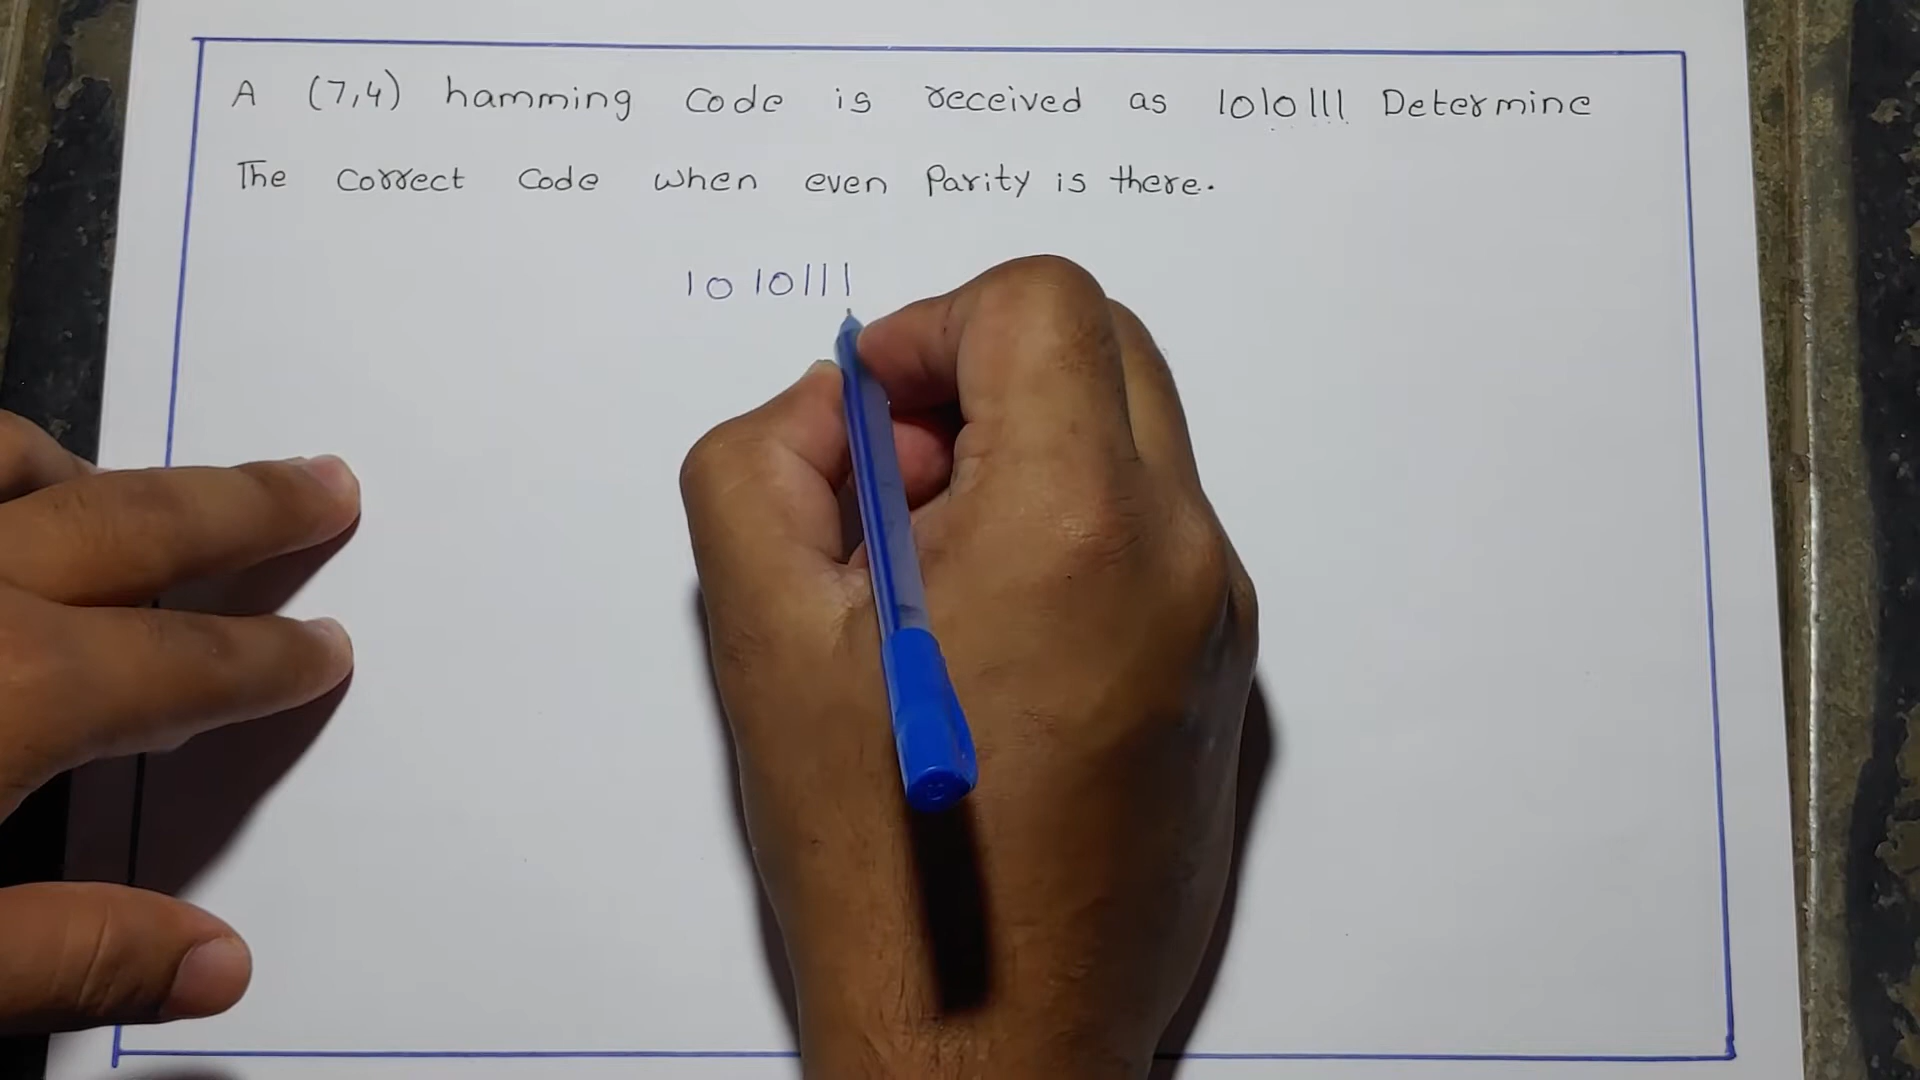 A (7,4) hamming code is received as 1010111 Determine
The correct code when even Parity is there.
1010111